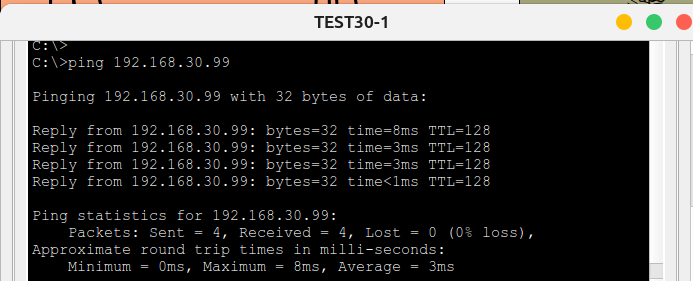 TEST30-1
C:\>
C:\>ping 192.168.30.99
Pinging 192.168.30.99 with 32 bytes of data:
Reply from 192.168.30.99: bytes=32 time=8ms TTL=128
Reply from 192.168.30.99: bytes=32 time=3ms TTL=128
Reply from 192.168.30.99: bytes=32 time=3ms TTL=128
Reply from 192.168.30.99: bytes=32 time<1ms TTL=128
Ping statistics for 192.168.30.99:
    Packets: Sent = 4, Received = 4, Lost = 0 (0% loss),
Approximate round trip times in milli-seconds:
    Minimum = 0ms, Maximum = 8ms, Average = 3ms